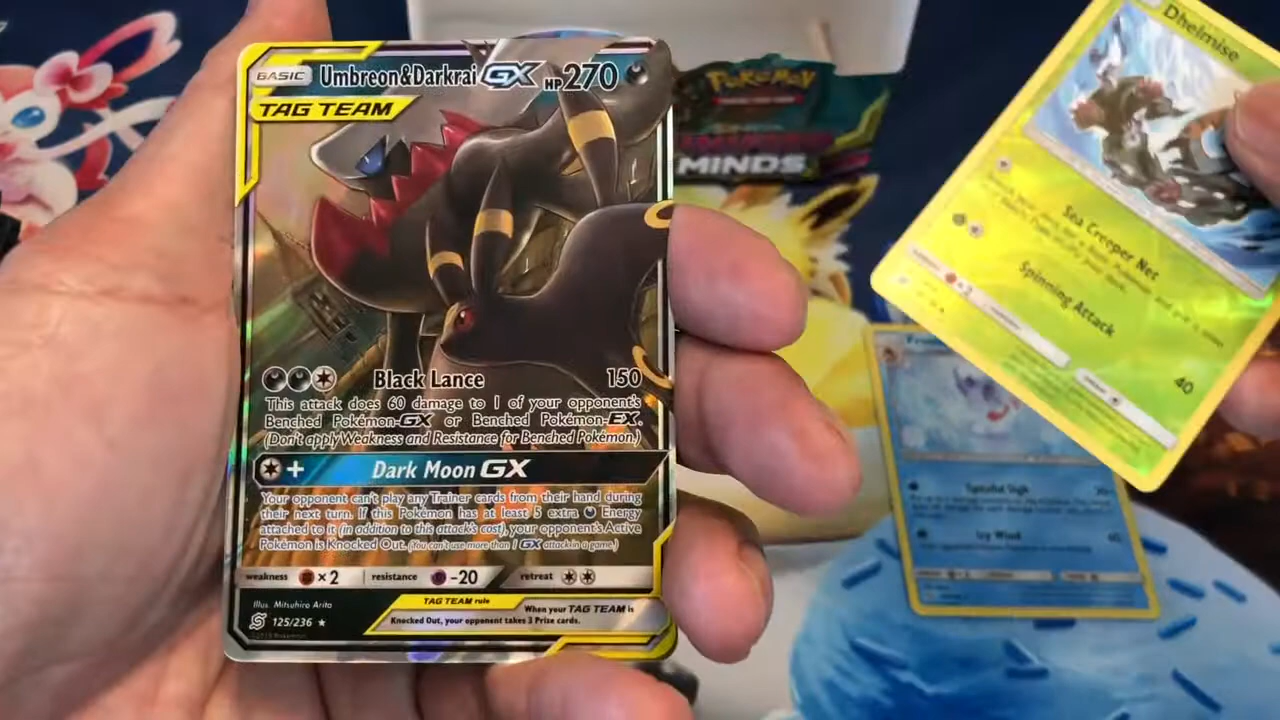 BASIC Umbreon&Darkrai GX HP270
TAG TEAM
Black Lance 150
This attack does 60 damage to 1 of your opponent's
Benched Pokémon-GX or Benched Pokémon-EX.
(Don't apply Weakness and Resistance for Benched Pokémon.)
+ Dark Moon GX
Your opponent can't play any Trainer cards from their hand during
their next turn. If this Pokémon has at least 5 extra Energy
attached to it (in addition to this attack's cost), your opponent's Active
Pokémon is Knocked Out. (You can't use more than 1 GX attack in a game.)
weakness ×2 resistance -20 retreat
Illus. Mitsuhiro Arita
125/236
TAG TEAM rule
When your TAG TEAM is
Knocked Out, your opponent takes 3 Prize cards.
Pokémon
MINDS
Dhelmise
Sea Creeper Net
Spinning Attack
40
Icy Wind